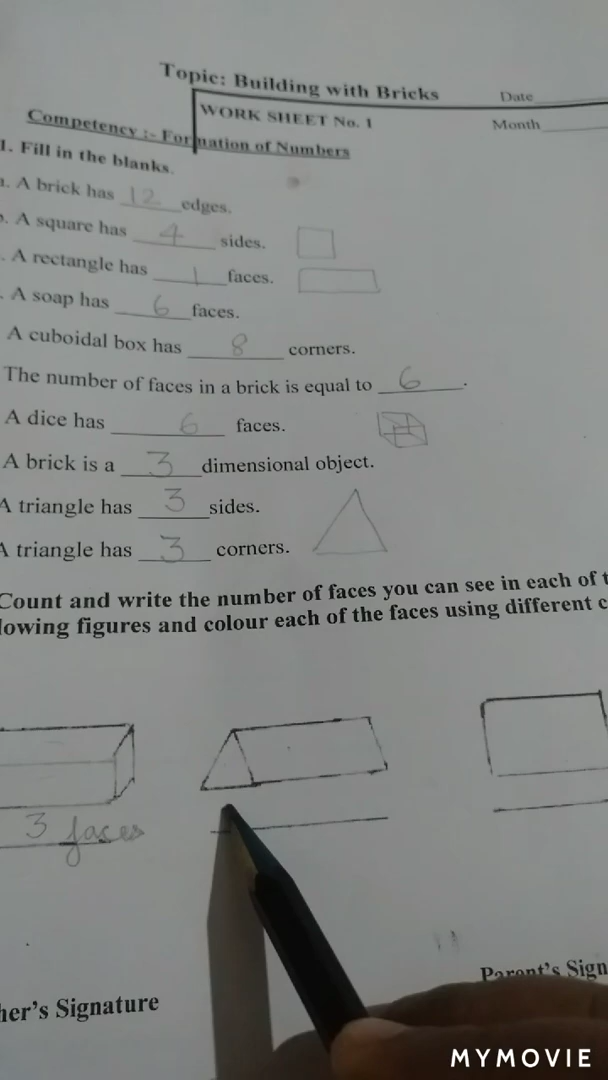 Topic: Building with Bricks
Date
WORK SHEET No. 1
Month
Competency :- Formation of Numbers
1. Fill in the blanks.
a. A brick has 12 edges.
. A square has 4 sides.
. A rectangle has 1 faces.
. A soap has 6 faces.
A cuboidal box has 8 corners.
The number of faces in a brick is equal to 6.
A dice has 6 faces.
A brick is a 3 dimensional object.
A triangle has 3 sides.
A triangle has 3 corners.
Count and write the number of faces you can see in each of t
lowing figures and colour each of the faces using different c
3 faces
her's Signature
Parent's Sign
MYMOVIE